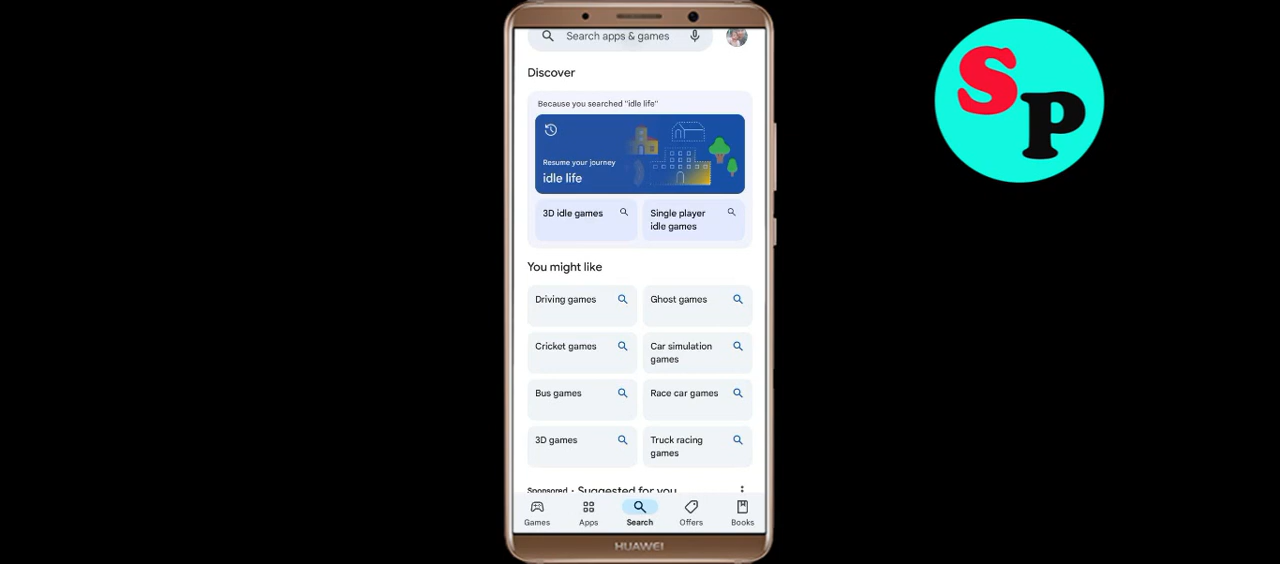 Search apps & games
Discover
Because you searched "idle life"
Resume your journey
idle life
3D idle games
Single player
idle games
You might like
Driving games
Ghost games
Cricket games
Car simulation
games
Bus games
Race car games
3D games
Truck racing
games
Sponsored · Suggested for you
Games
Apps
Search
Offers
Books
HUAWEI
SP